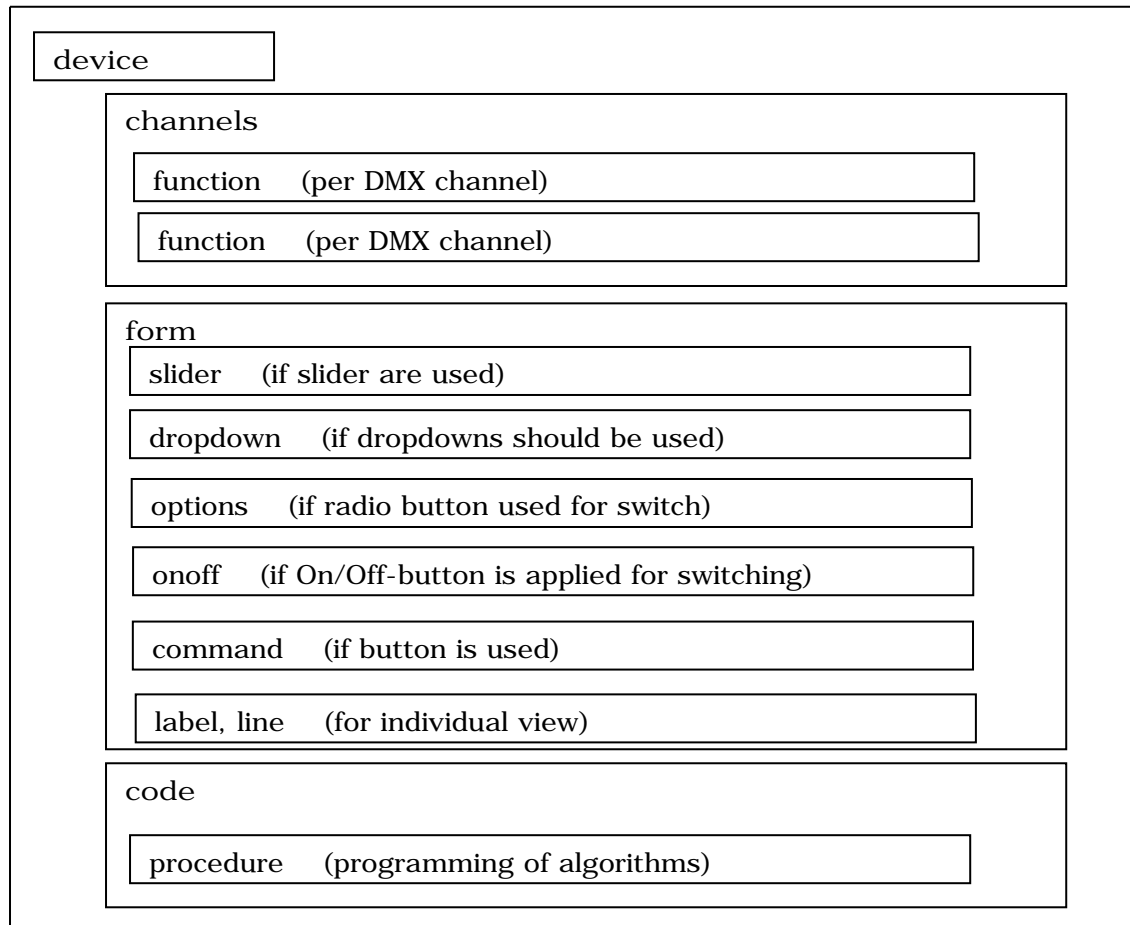 device
channels
function (per DMX channel)
function (per DMX channel)
form
slider (if slider are used)
dropdown (if dropdowns should be used)
options (if radio button used for switch)
onoff (if On/Off-button is applied for switching)
command (if button is used)
label, line (for individual view)
code
procedure (programming of algorithms)